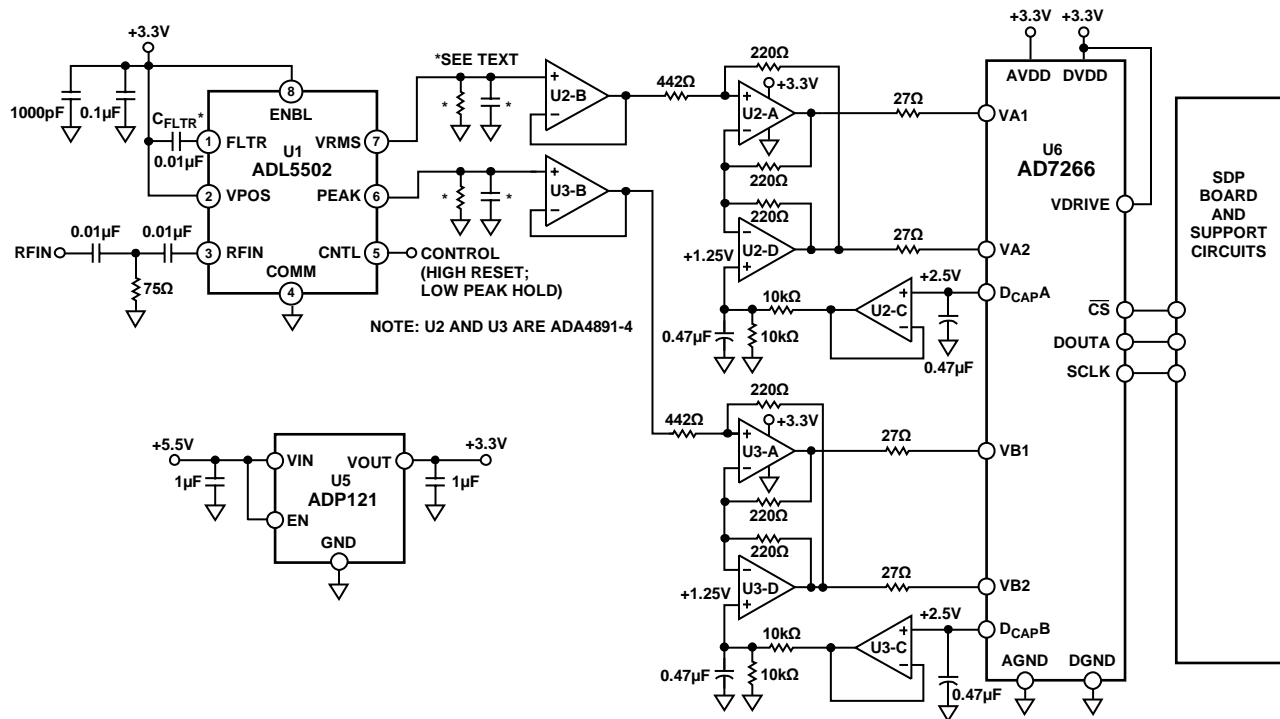 +3.3V
1000pF
0.1µF
C_FLTR*
0.01µF
8
ENBL
1
FLTR
U1
ADL5502
VRMS
7
2
VPOS
PEAK
6
0.01µF
0.01µF
RFIN
3
RFIN
CNTL
5
COMM
4
75Ω
CONTROL
(HIGH RESET;
LOW PEAK HOLD)
NOTE: U2 AND U3 ARE ADA4891-4
*SEE TEXT
*
*
+
U2-B
−
*
*
+
U3-B
−
442Ω
220Ω
+
+3.3V
U2-A
−
220Ω
220Ω
−
U2-D
+
+1.25V
27Ω
27Ω
10kΩ
10kΩ
0.47µF
+
U2-C
−
+2.5V
0.47µF
442Ω
220Ω
+
+3.3V
U3-A
−
220Ω
220Ω
−
U3-D
+
+1.25V
27Ω
27Ω
10kΩ
10kΩ
0.47µF
+
U3-C
−
+2.5V
0.47µF
+3.3V
+3.3V
AVDD
DVDD
VA1
U6
AD7266
VDRIVE
VA2
D_CAPA
CS
DOUTA
SCLK
VB1
VB2
D_CAPB
AGND
DGND
SDP
BOARD
AND
SUPPORT
CIRCUITS
+5.5V
1µF
VIN
VOUT
U5
ADP121
EN
GND
+3.3V
1µF